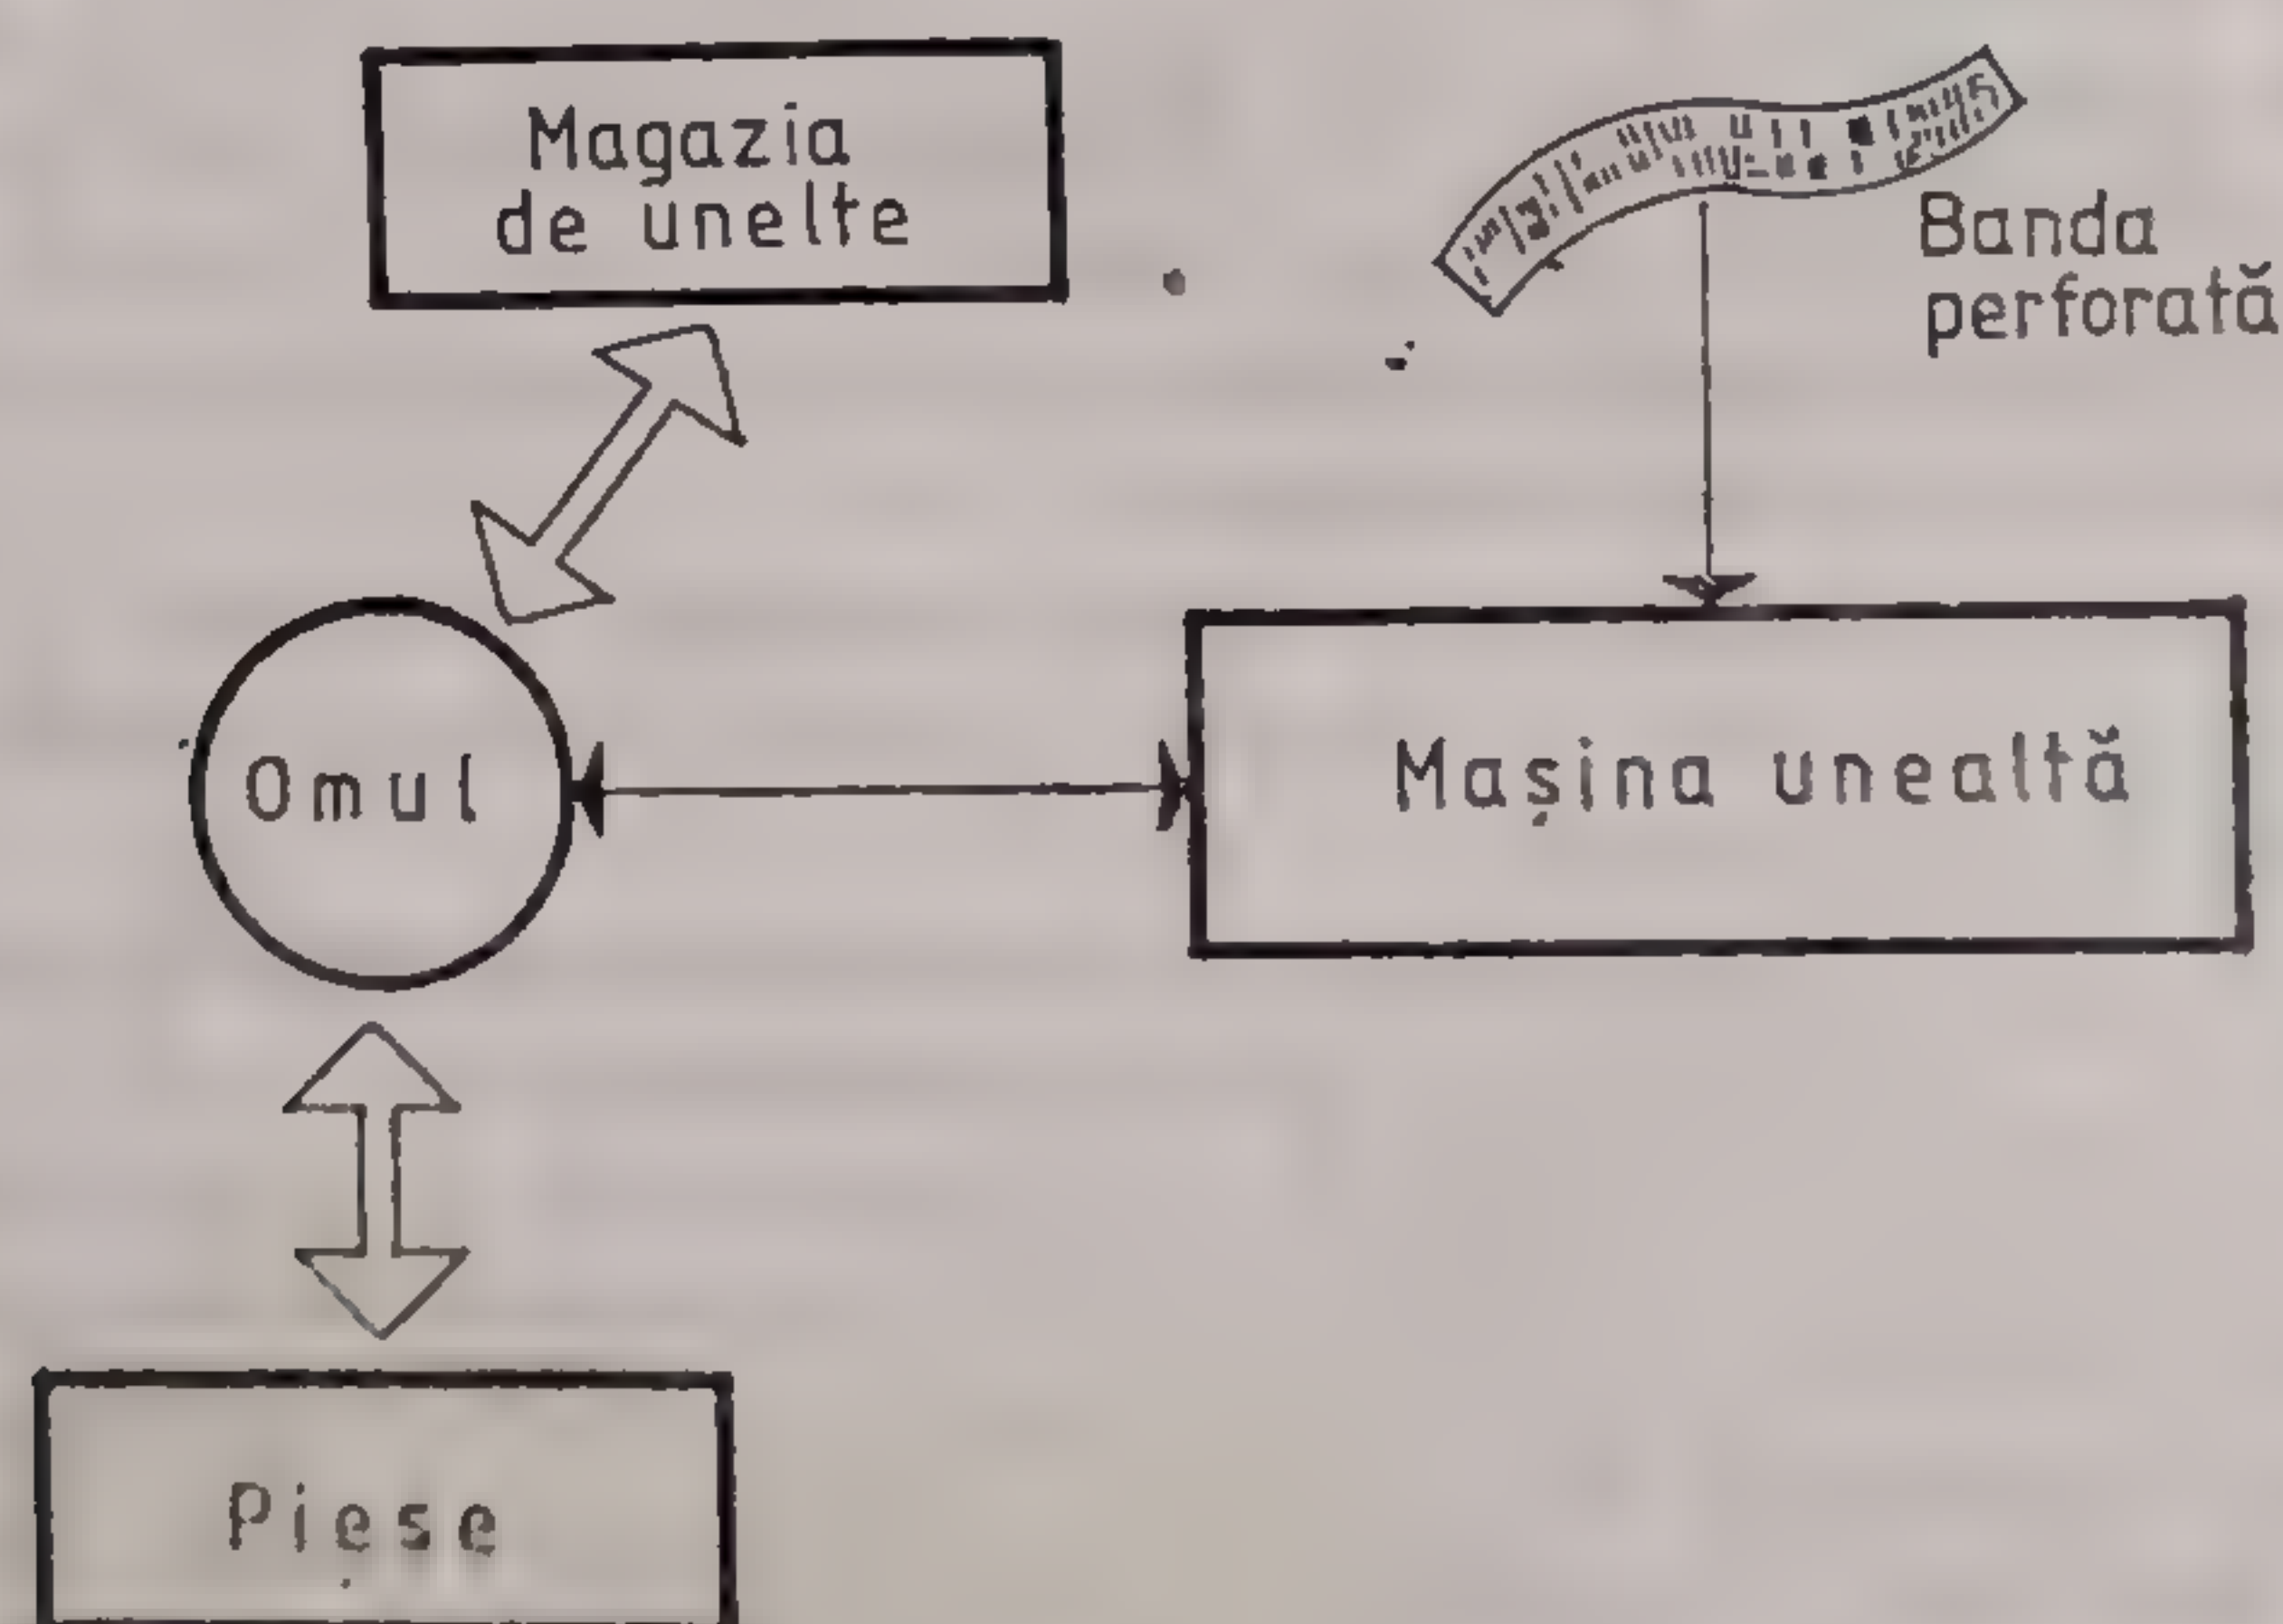 Magazia
de unelte
Banda
perforată
Omul
Mașina unealtă
Piese